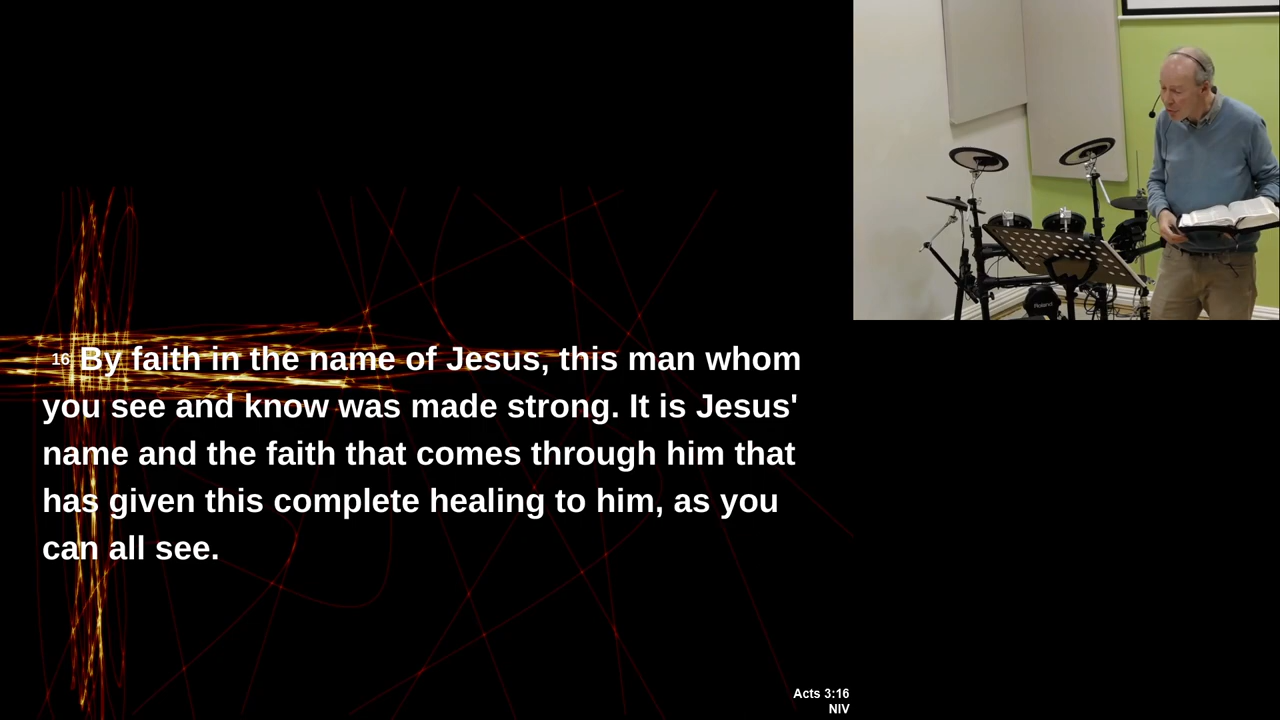 16 By faith in the name of Jesus, this man whom
you see and know was made strong. It is Jesus'
name and the faith that comes through him that
has given this complete healing to him, as you
can all see.
Acts 3:16
NIV
Roland